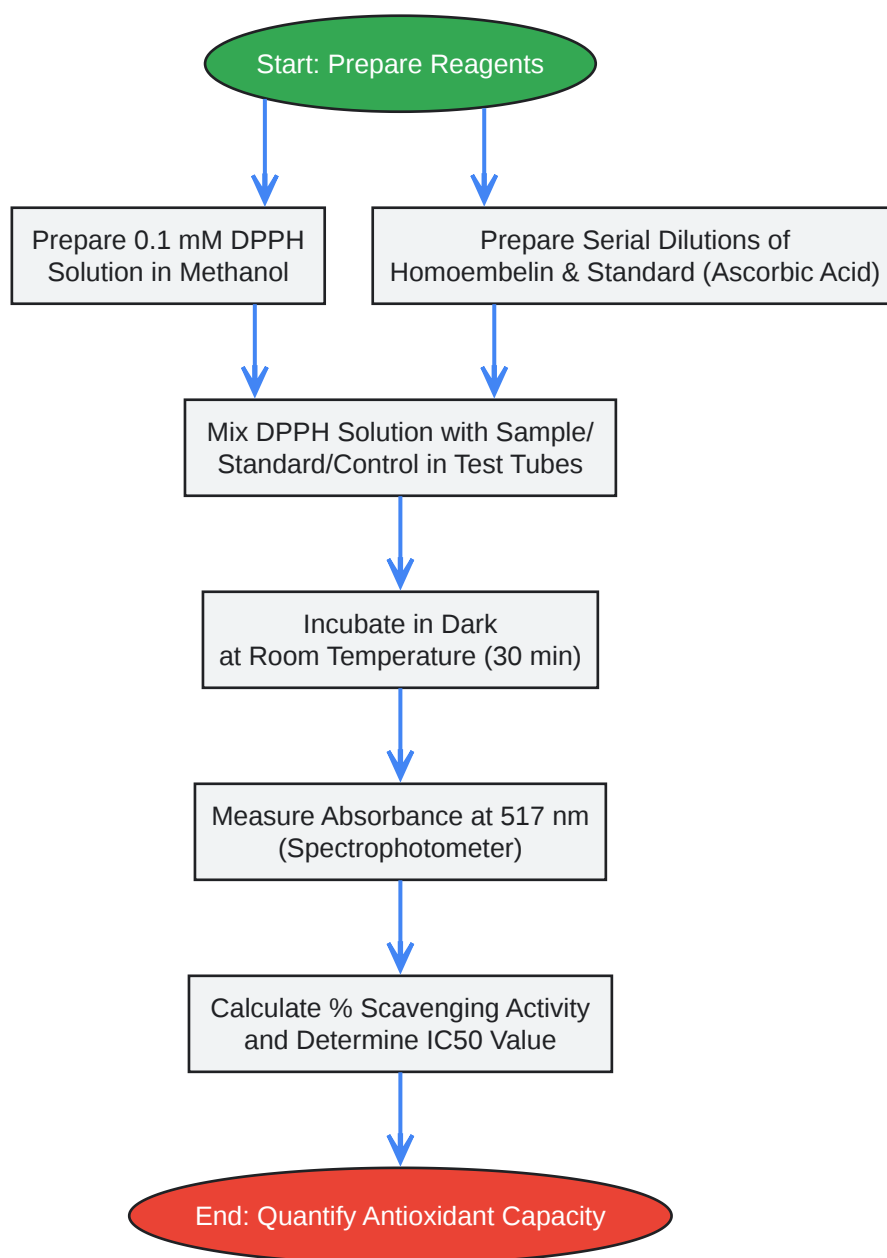 Start: Prepare Reagents
Prepare 0.1 mM DPPH
Solution in Methanol
Prepare Serial Dilutions of
Homoembelin & Standard (Ascorbic Acid)
Mix DPPH Solution with Sample/
Standard/Control in Test Tubes
Incubate in Dark
at Room Temperature (30 min)
Measure Absorbance at 517 nm
(Spectrophotometer)
Calculate % Scavenging Activity
and Determine IC50 Value
End: Quantify Antioxidant Capacity